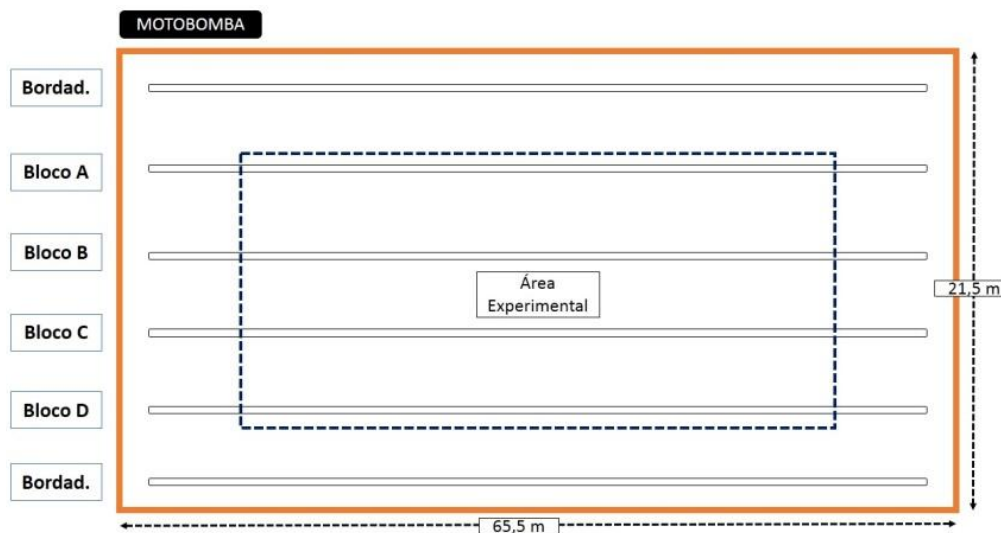 MOTOBOMBA
Bordad.
Bloco A
Bloco B
Bloco C
Bloco D
Bordad.
Área
Experimental
21,5 m
65,5 m